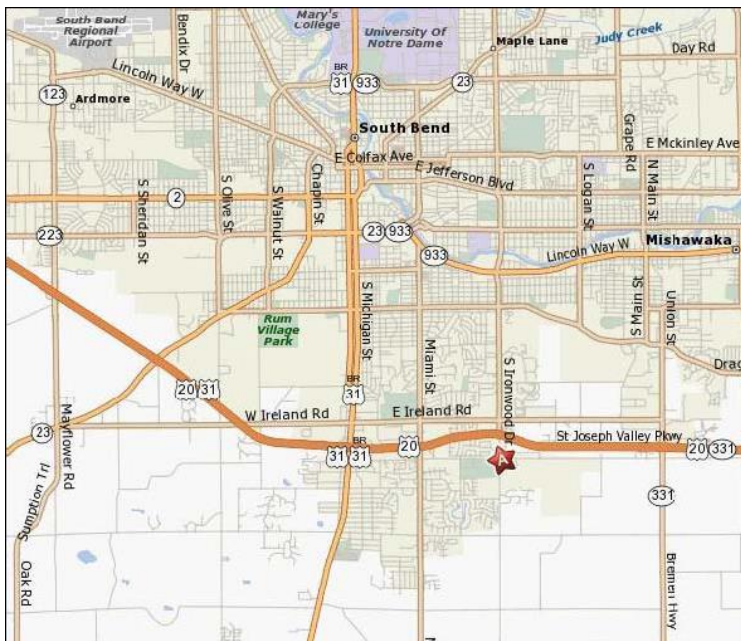 South Bend
Regional
Airport
Bendix Dr
Mary's
College
University Of
Notre Dame
Maple Lane
Judy Creek
Day Rd
Lincoln Way W
BR
31
933
23
123
Ardmore
South Bend
Grape Rd
E Mckinley Ave
E Colfax Ave
E Jefferson Blvd
S Sheridan St
S Olive St
S Walnut St
Chapin St
S Logan St
N Main St
2
223
23
933
933
Lincoln Way W
Mishawaka
Rum
Village
Park
S Michigan St
Miami St
S Ironwood Dr
S Main St
Union St
Drag
20
31
BR
31
W Ireland Rd
E Ireland Rd
Mayflower Rd
23
BR
31
31
20
St Joseph Valley Pkwy
20
331
A
Sumption Trl
331
Oak Rd
Bremen Hwy